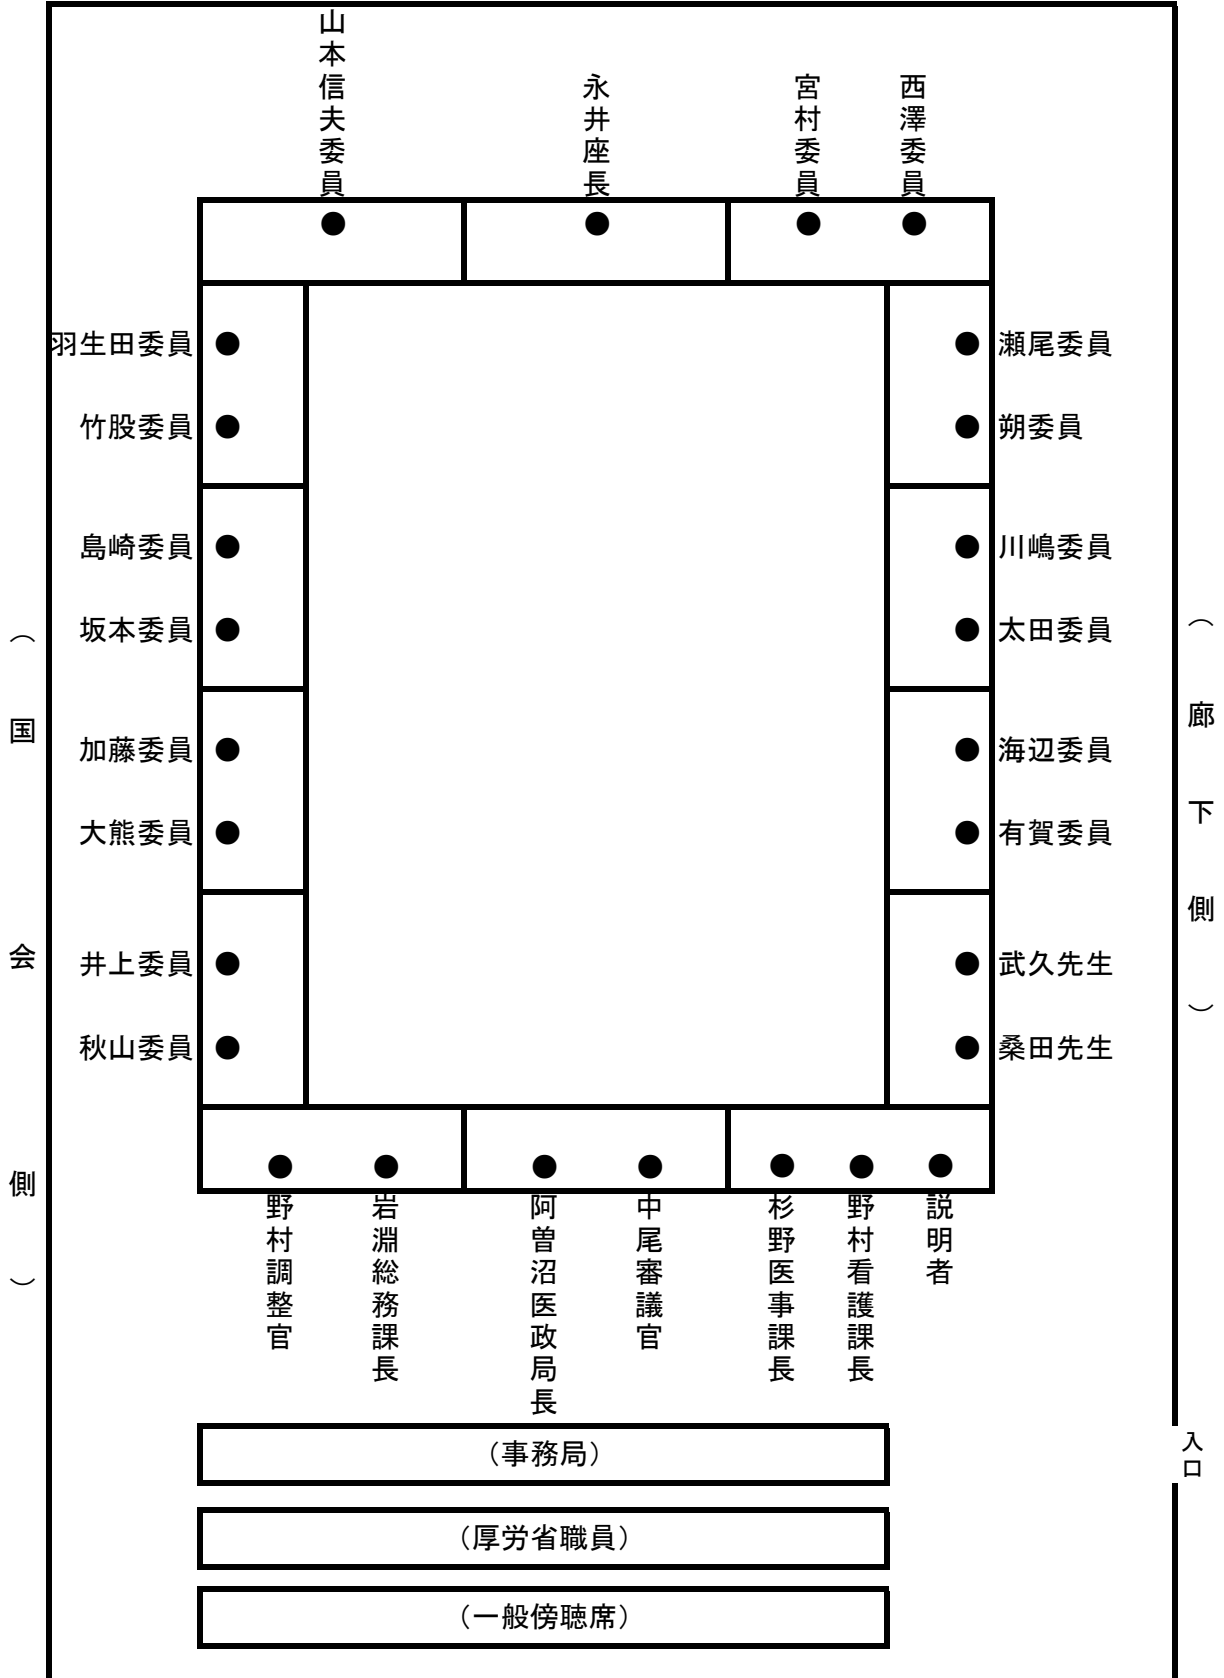 山本信夫委員
永井座長
宮村委員
西澤委員
羽生田委員
瀬尾委員
竹股委員
朔委員
島崎委員
川嶋委員
坂本委員
太田委員
加藤委員
海辺委員
大熊委員
有賀委員
井上委員
武久先生
秋山委員
桑田先生
（国会側）
（廊下側）
野村調整官
岩淵総務課長
阿曽沼医政局長
中尾審議官
杉野医事課長
野村看護課長
説明者
（事務局）
入口
（厚労省職員）
（一般傍聴席）